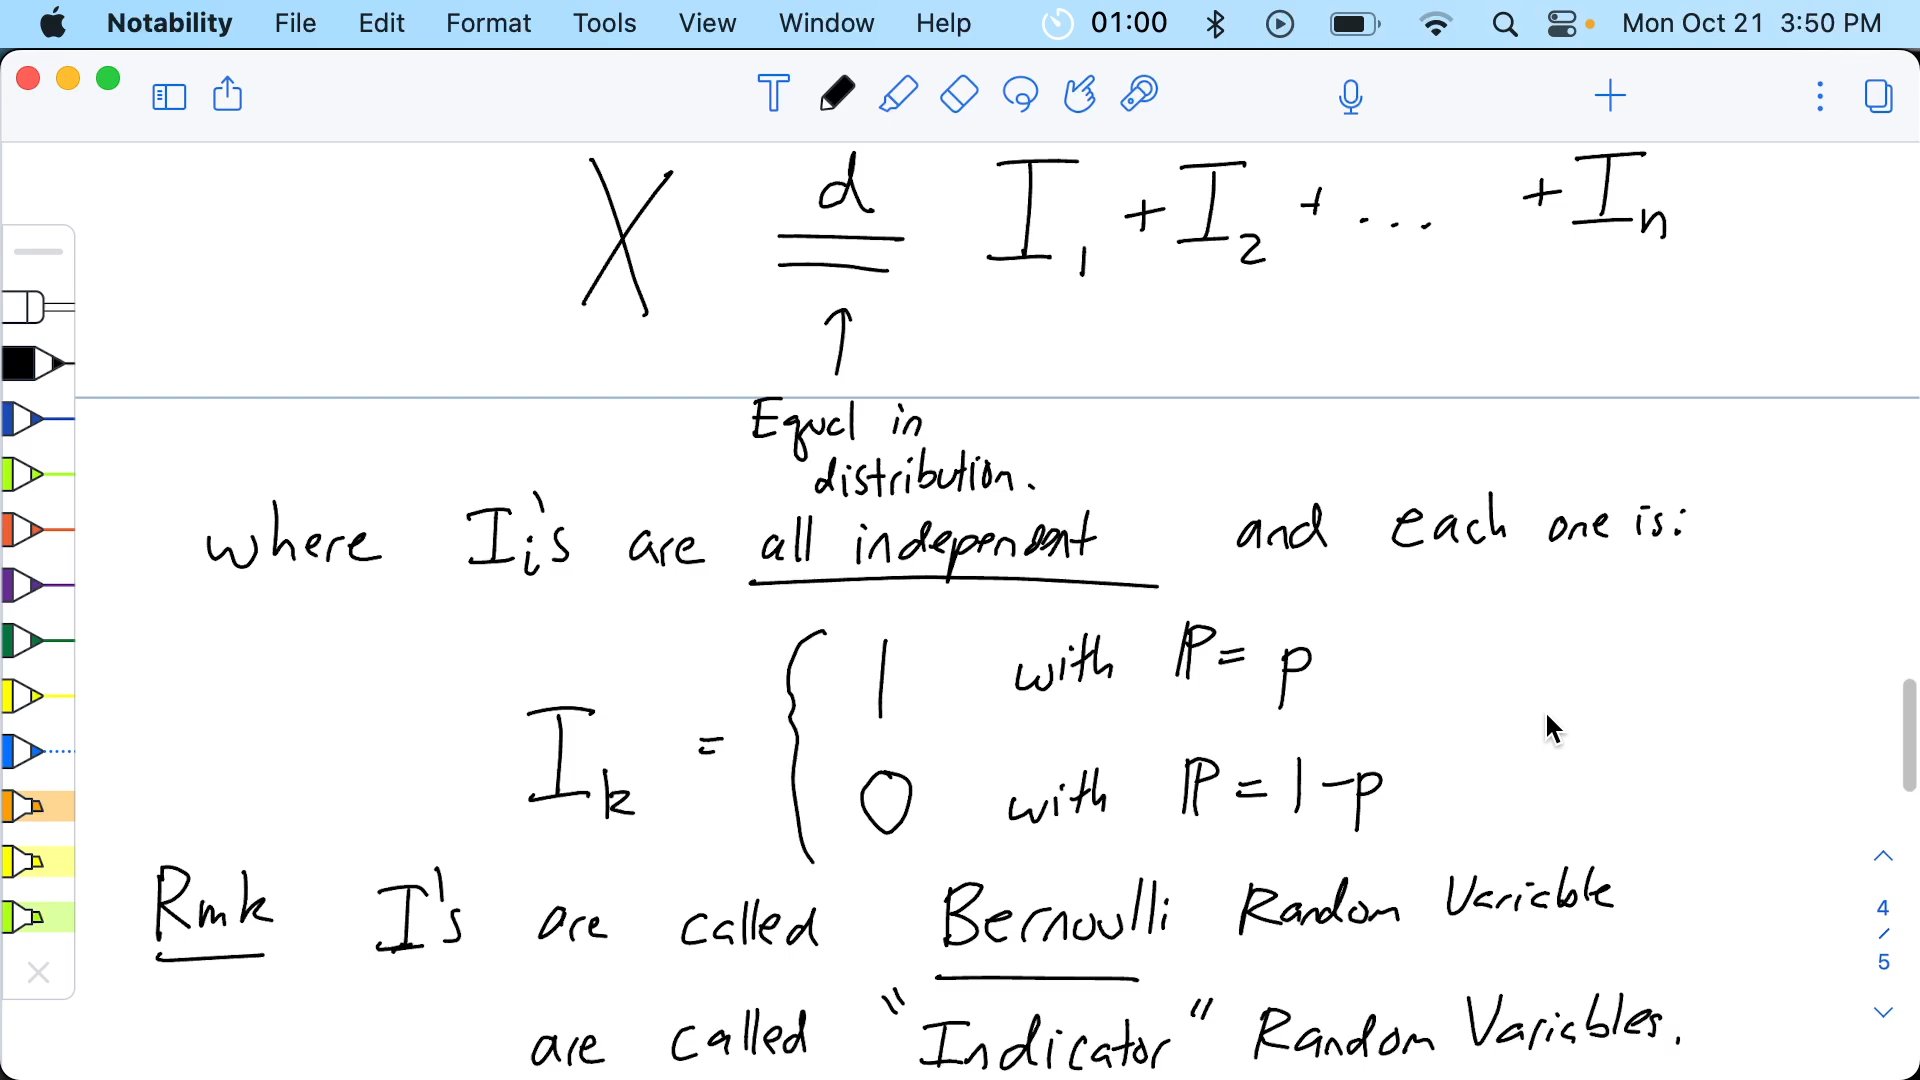 Notability File Edit Format Tools View Window Help 01:00 Mon Oct 21 3:50 PM
X d= I₁ + I₂ + ... + Iₙ
↑
Equal in
distribution.
where Iᵢ's are all independent and each one is:
Iₖ = { 1 with ℙ = p
0 with ℙ = 1-p
Rmk I's are called Bernoulli Random Variable
are called "Indicator" Random Variables.
4
/
5